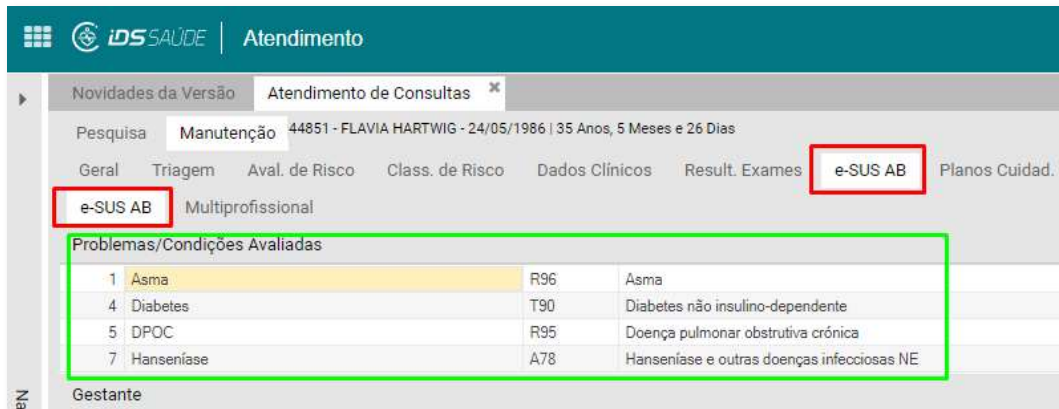 iDS SAÚDE | Atendimento
Novidades da Versão Atendimento de Consultas ×
Pesquisa Manutenção 44851 - FLAVIA HARTWIG - 24/05/1986 | 35 Anos, 5 Meses e 26 Dias
Geral Triagem Aval. de Risco Class. de Risco Dados Clínicos Result. Exames e-SUS AB Planos Cuidad.
e-SUS AB Multiprofissional
Problemas/Condições Avaliadas
1 Asma R96 Asma
4 Diabetes T90 Diabetes não insulino-dependente
5 DPOC R95 Doença pulmonar obstrutiva crónica
7 Hanseníase A78 Hanseníase e outras doenças infecciosas NE
Gestante